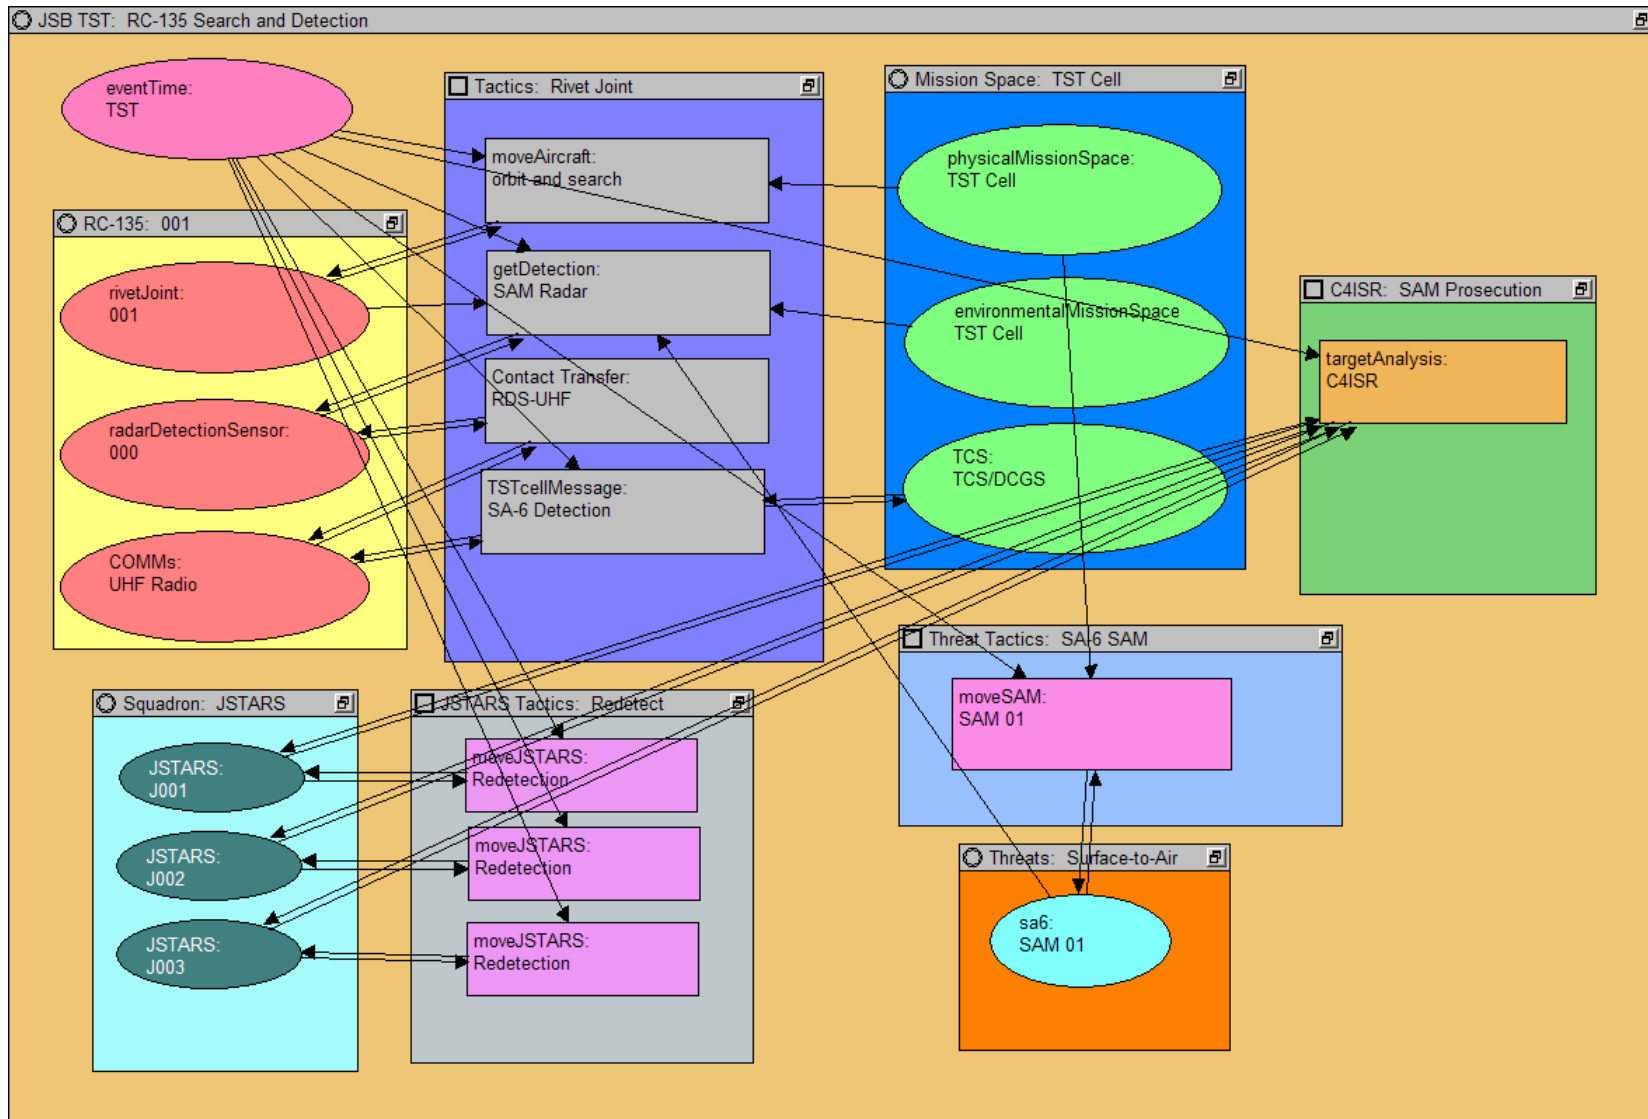 JSB TST: RC-135 Search and Detection
eventTime:
TST
Tactics: Rivet Joint
moveAircraft:
orbit and search
getDetection:
SAM Radar
Contact Transfer:
RDS-UHF
TSTcellMessage:
SA-6 Detection
Mission Space: TST Cell
physicalMissionSpace:
TST Cell
environmentalMissionSpace
TST Cell
TCS:
TCS/DCGS
RC-135: 001
rivetJoint:
001
radarDetectionSensor:
000
COMMs:
UHF Radio
C4ISR: SAM Prosecution
targetAnalysis:
C4ISR
Threat Tactics: SA-6 SAM
moveSAM:
SAM 01
Squadron: JSTARS
JSTARS:
J001
JSTARS:
J002
JSTARS:
J003
JSTARS Tactics: Redetect
moveJSTARS:
Redetection
moveJSTARS:
Redetection
moveJSTARS:
Redetection
Threats: Surface-to-Air
sa6:
SAM 01